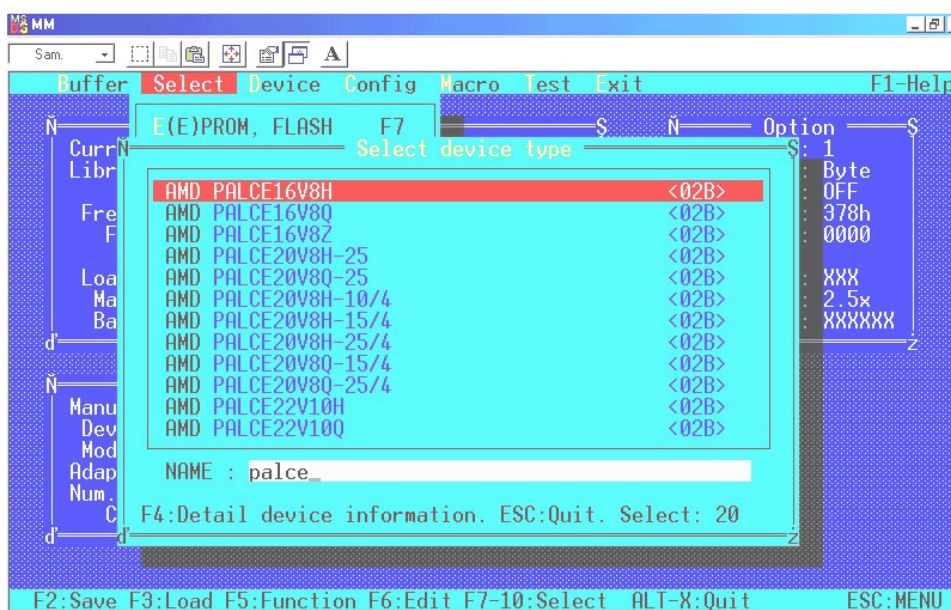 MM
Sam.
Buffer Select Device Config Macro Test Exit F1-Help
E(E)PROM, FLASH F7
Option
Select device type
Curr : 1
Libr : Byte
: OFF
Fre : 378h
F : 0000
Loa : XXX
Ma : 2.5x
Ba : XXXXXX
AMD PALCE16V8H <02B>
AMD PALCE16V8Q <02B>
AMD PALCE16V8Z <02B>
AMD PALCE20V8H-25 <02B>
AMD PALCE20V8Q-25 <02B>
AMD PALCE20V8H-10/4 <02B>
AMD PALCE20V8H-15/4 <02B>
AMD PALCE20V8H-25/4 <02B>
AMD PALCE20V8Q-15/4 <02B>
AMD PALCE20V8Q-25/4 <02B>
AMD PALCE22V10H <02B>
AMD PALCE22V10Q <02B>
Manu
Dev
Mod
Adap
Num.
C
NAME : palce_
F4:Detail device information. ESC:Quit. Select: 20
F2:Save F3:Load F5:Function F6:Edit F7-10:Select ALT-X:Quit ESC:MENU